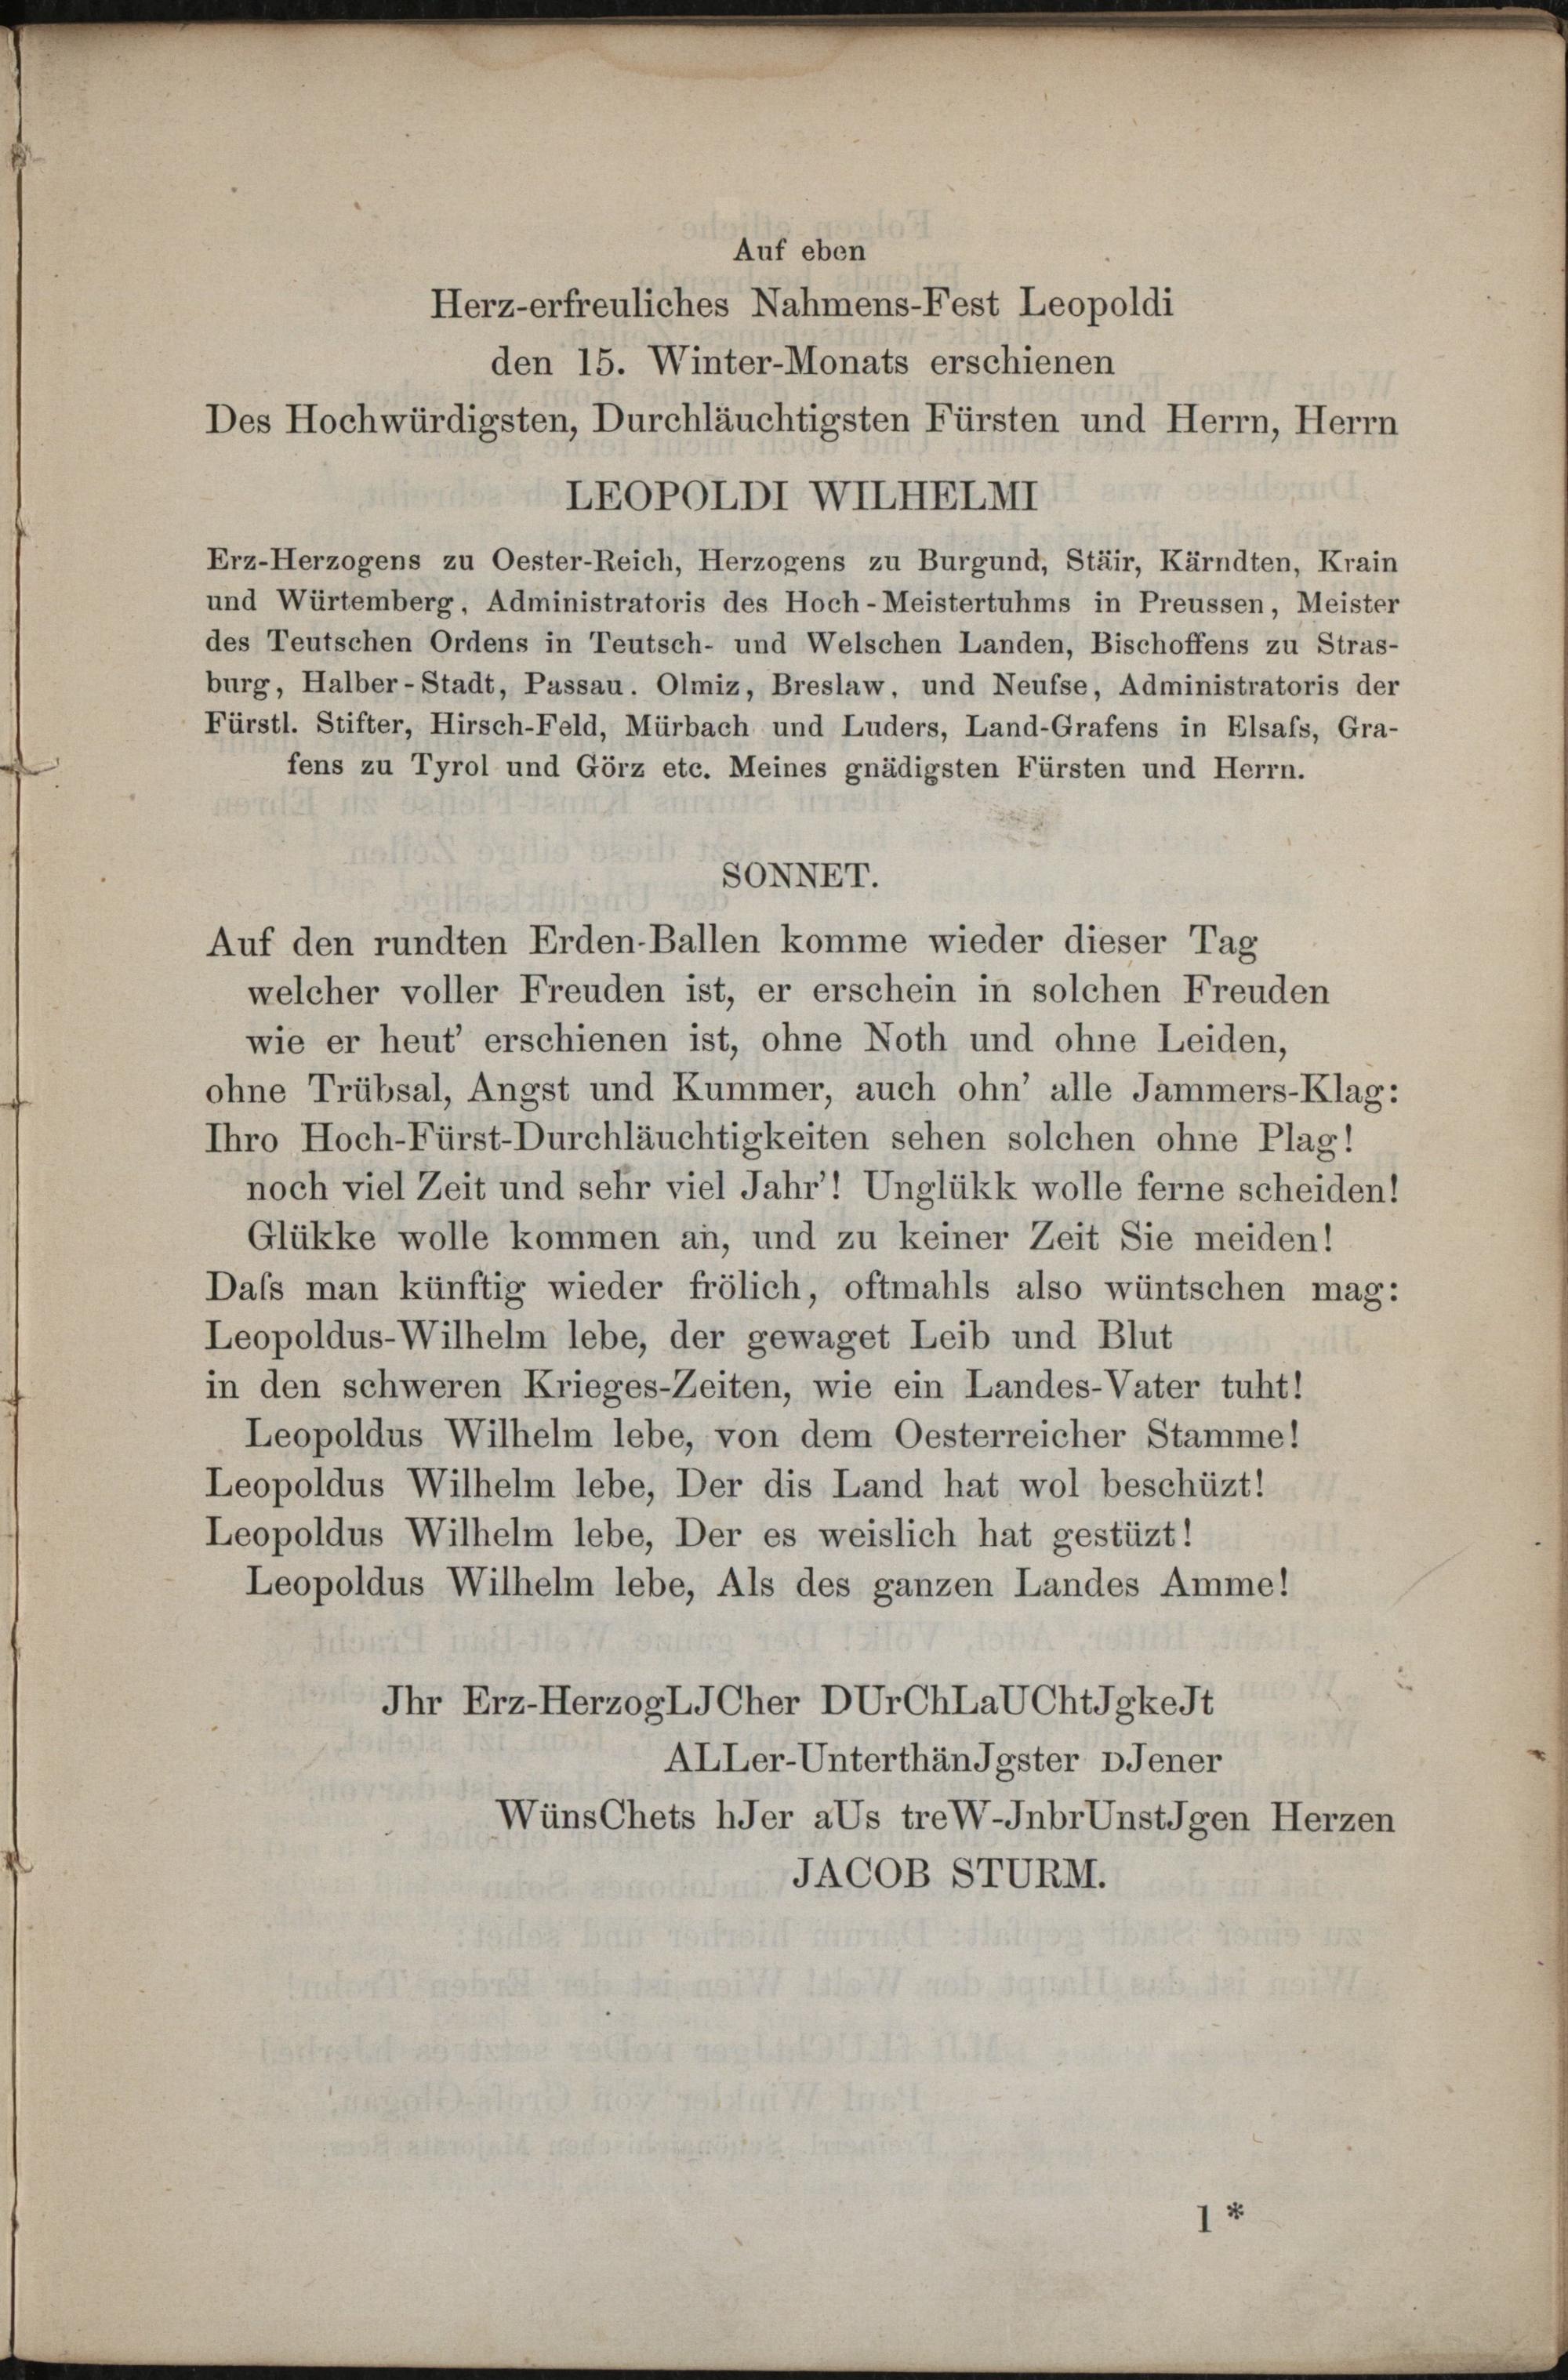 Auf eben
Herz-erfreuliches Nahmens-Fest Leopoldi
den 15. Winter-Monats erschienen
Des Hochwürdigsten, Durchläuchtigsten Fürsten und Herrn, Herrn
LEOPOLDI WILHELMI
Erz-Herzogens zu Oester-Reich, Herzogens zu Burgund, Stäir, Kärndten, Krain
und Würtemberg, Administratoris des Hoch-Meistertuhms in Preussen, Meister
des Teutschen Ordens in Teutsch- und Welschen Landen, Bischoffens zu Stras-
burg, Halber-Stadt, Passau. Olmiz, Breslaw, und Neuſse, Administratoris der
Fürstl. Stifter, Hirsch-Feld, Mürbach und Luders, Land-Grafens in Elsaſs, Gra-
fens zu Tyrol und Görz etc. Meines gnädigsten Fürsten und Herrn.
SONNET.
Auf den rundten Erden-Ballen komme wieder dieser Tag
welcher voller Freuden ist, er erschein in solchen Freuden
wie er heut’ erschienen ist, ohne Noth und ohne Leiden,
ohne Trübsal, Angst und Kummer, auch ohn’ alle Jammers-Klag:
Ihro Hoch-Fürst-Durchläuchtigkeiten sehen solchen ohne Plag!
noch viel Zeit und sehr viel Jahr’! Unglükk wolle ferne scheiden!
Glükke wolle kommen an, und zu keiner Zeit Sie meiden!
Daſs man künftig wieder frölich, oftmahls also wüntschen mag:
Leopoldus-Wilhelm lebe, der gewaget Leib und Blut
in den schweren Krieges-Zeiten, wie ein Landes-Vater tuht!
Leopoldus Wilhelm lebe, von dem Oesterreicher Stamme!
Leopoldus Wilhelm lebe, Der dis Land hat wol beschüzt!
Leopoldus Wilhelm lebe, Der es weislich hat gestüzt!
Leopoldus Wilhelm lebe, Als des ganzen Landes Amme!
Jhr Erz-HerzogLJCher DUrChLaUChtJgkeJt
ALLer-UnterthänJgster DJener
WünsChets hJer aUs treW-JnbrUnstJgen Herzen
JACOB STURM.
1*